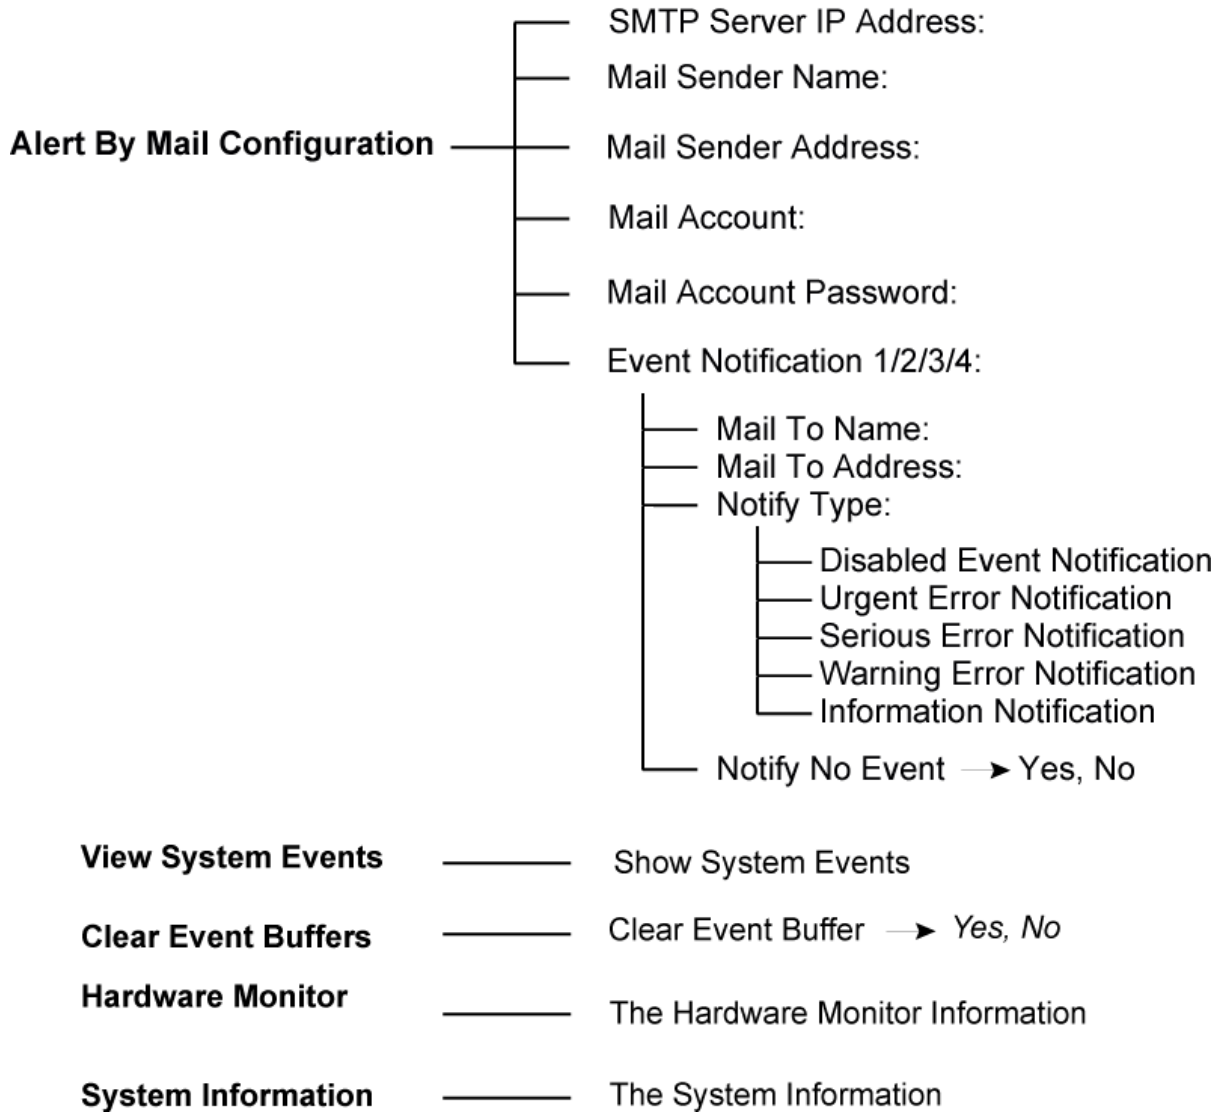 SMTP Server IP Address:
Mail Sender Name:
Alert By Mail Configuration
Mail Sender Address:
Mail Account:
Mail Account Password:
Event Notification 1/2/3/4:
Mail To Name:
Mail To Address:
Notify Type:
Disabled Event Notification
Urgent Error Notification
Serious Error Notification
Warning Error Notification
Information Notification
Notify No Event Yes, No
View System Events Show System Events
Clear Event Buffers Clear Event Buffer Yes, No
Hardware Monitor The Hardware Monitor Information
System Information The System Information